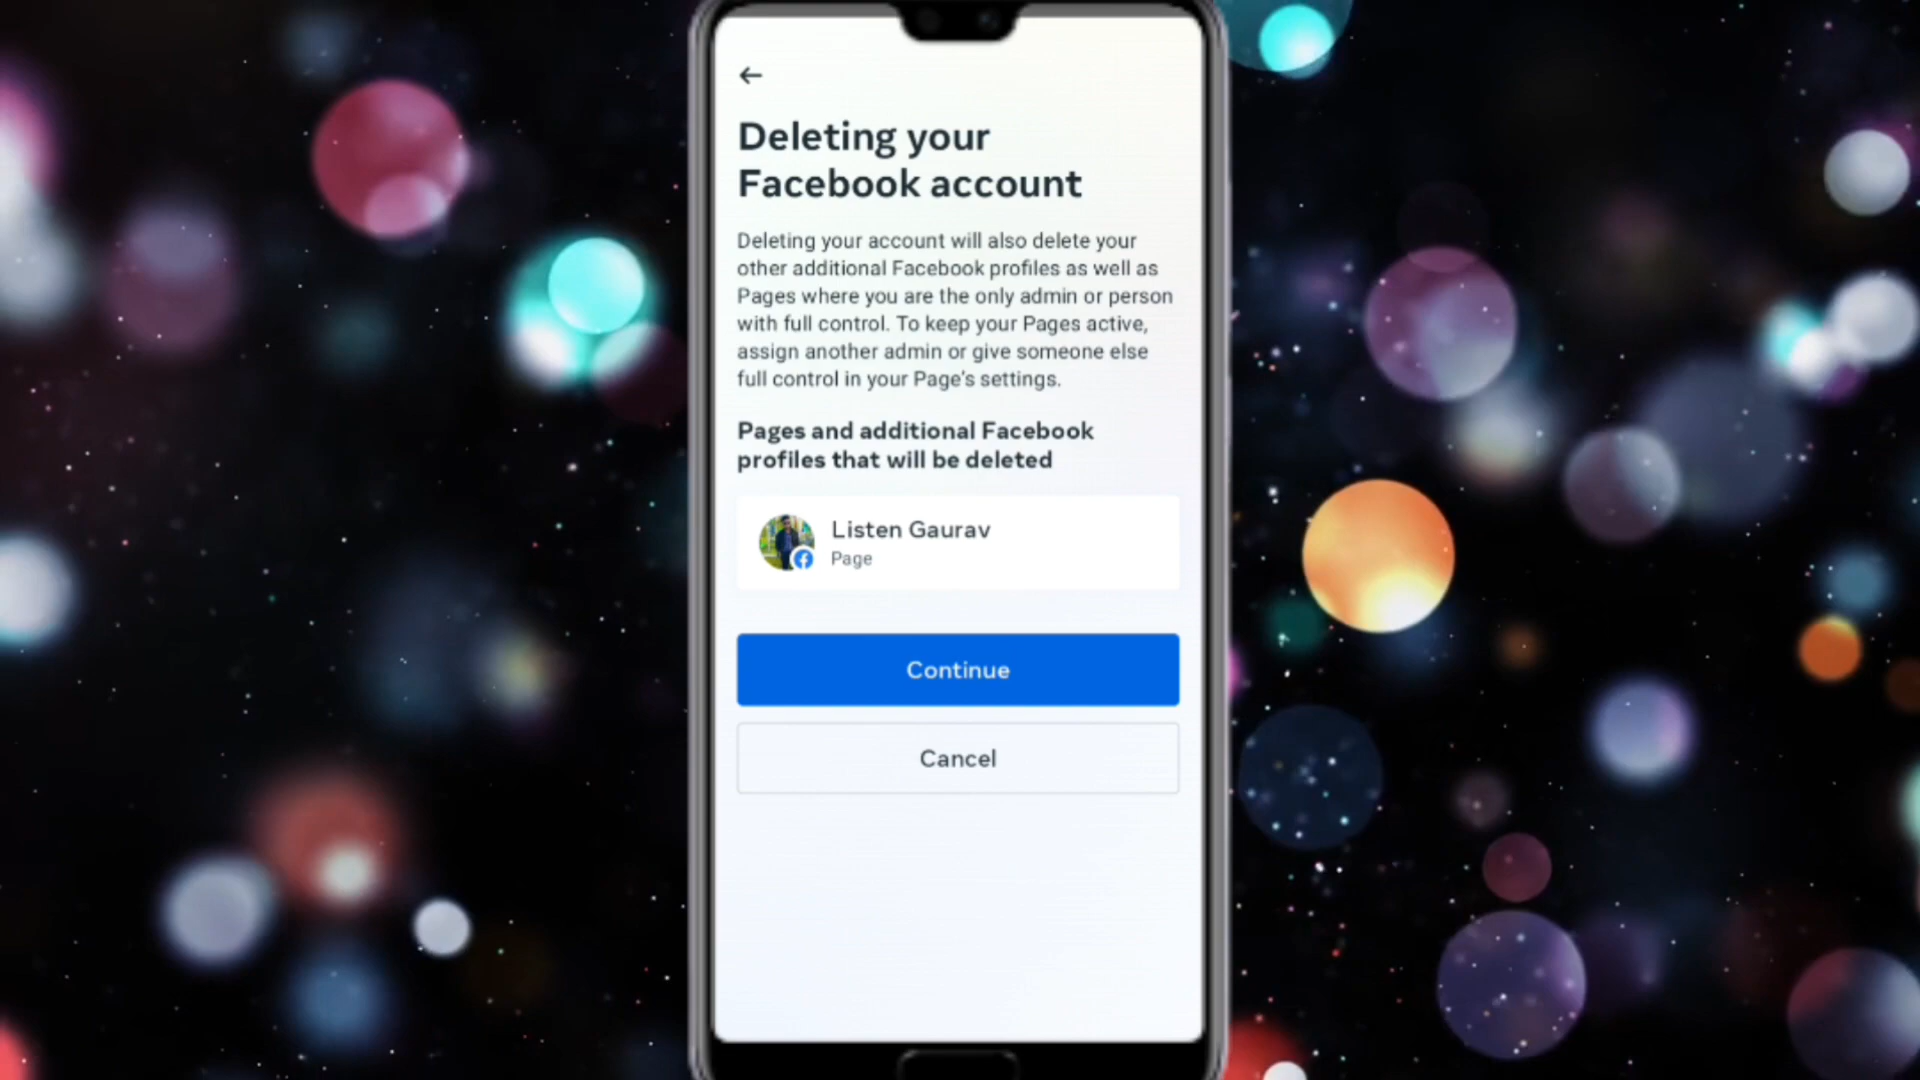 Deleting your
Facebook account
Deleting your account will also delete your
other additional Facebook profiles as well as
Pages where you are the only admin or person
with full control. To keep your Pages active,
assign another admin or give someone else
full control in your Page's settings.
Pages and additional Facebook
profiles that will be deleted
Listen Gaurav
Page
Continue
Cancel